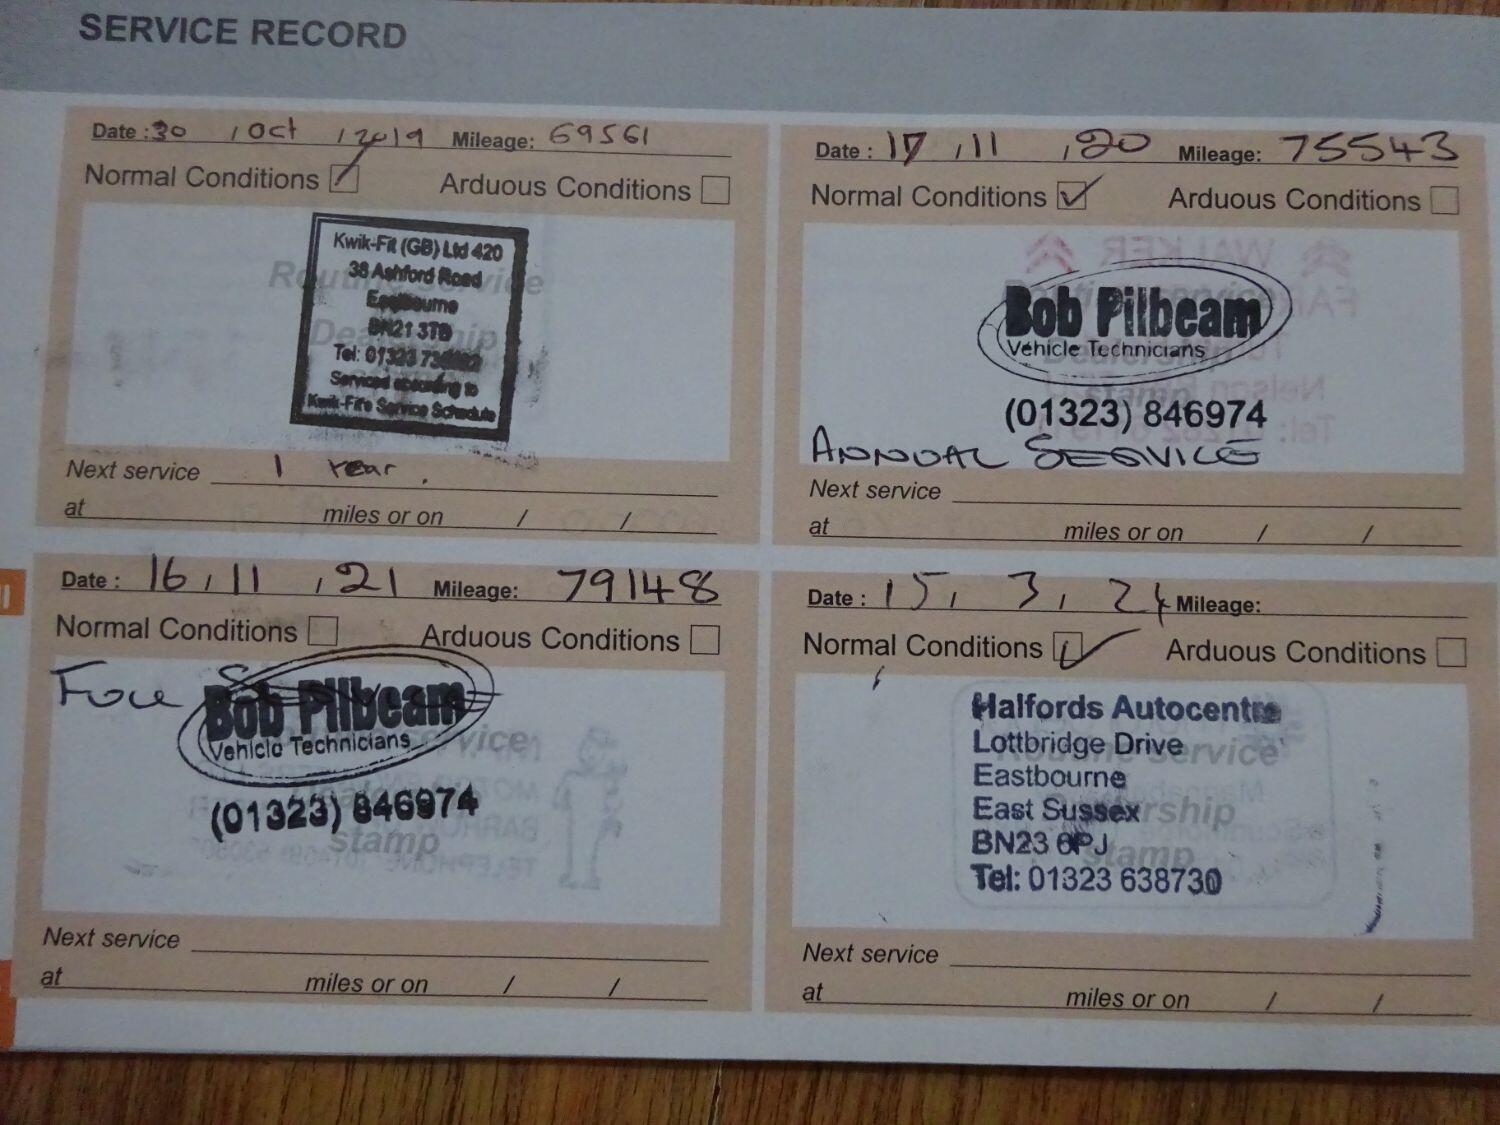 SERVICE RECORD
Date : 30 / Oct / 2019 Mileage: 69561
Normal Conditions Arduous Conditions
Kwik-Fit (GB) Ltd 420
36 Ashford Road
Eastbourne
BN21 3TD
Tel: 01323
Serviced according to
Kwik-Fit's Service Schedule
Next service 1 Year.
at miles or on / /
Date : 17 / 11 / 20 Mileage: 75543
Normal Conditions Arduous Conditions
Bob Pilbeam
Vehicle Technicians
(01323) 846974
ANNUAL SERVICE
Next service
at miles or on / /
Date : 16 / 11 / 21 Mileage: 79148
Normal Conditions Arduous Conditions
Bob Pilbeam
Vehicle Technicians
(01323) 846974
stamp
Next service
at miles or on / /
Date : 15 / 3 / 24 Mileage:
Normal Conditions Arduous Conditions
Halfords Autocentre
Lottbridge Drive
Eastbourne
East Sussex
BN23 6PJ
Tel: 01323 638730
Next service
at miles or on / /